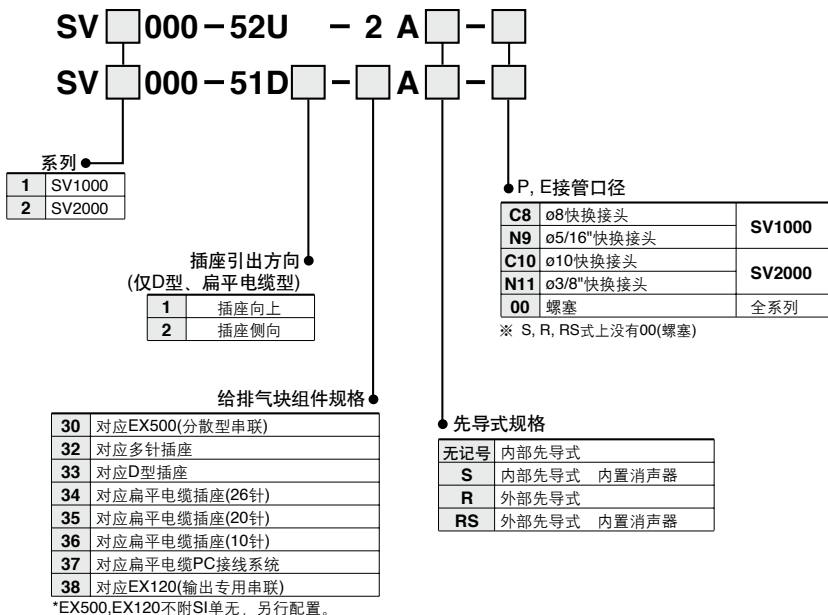 SV□000-52U - 2 A□-□
SV□000-51D□-□A□-□
系列
1 SV1000
2 SV2000
插座引出方向
(仅D型、扁平电缆型)
1 插座向上
2 插座侧向
给排气块组件规格
30 对应EX500(分散型串联)
32 对应多针插座
33 对应D型插座
34 对应扁平电缆插座(26针)
35 对应扁平电缆插座(20针)
36 对应扁平电缆插座(10针)
37 对应扁平电缆PC接线系统
38 对应EX120(输出专用串联)
*EX500,EX120不附SI单无，另行配置。
P, E接管口径
C8 ø8快换接头 SV1000
N9 ø5/16"快换接头
C10 ø10快换接头 SV2000
N11 ø3/8"快换接头
00 螺塞 全系列
※ S, R, RS式上没有00(螺塞)
先导式规格
无记号 内部先导式
S 内部先导式 内置消声器
R 外部先导式
RS 外部先导式 内置消声器